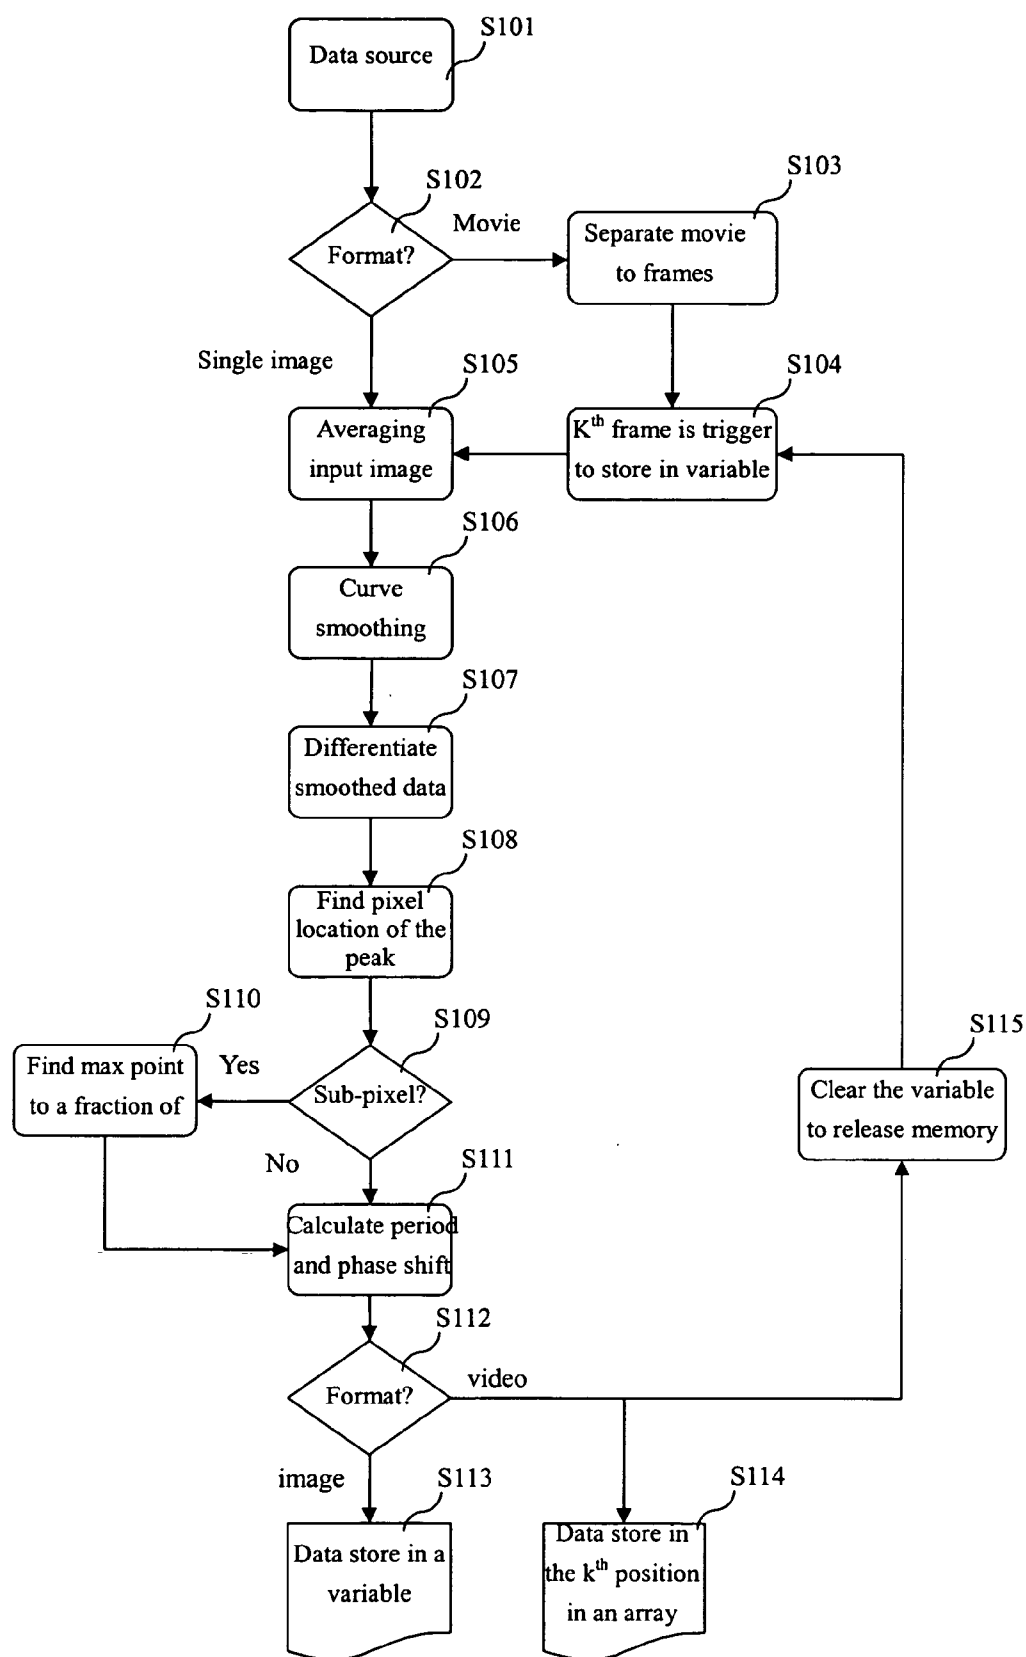 S101
Data source
S102
Movie
Format?
S103
Separate movie
to frames
Single image
S105
Averaging
input image
S104
Kth frame is trigger
to store in variable
S106
Curve
smoothing
S107
Differentiate
smoothed data
S108
Find pixel
location of the
peak
S110
Find max point
to a fraction of
Yes
S109
Sub-pixel?
S115
Clear the variable
to release memory
No
S111
Calculate period
and phase shift
S112
Format?
video
image
S113
Data store in a
variable
S114
Data store in
the kth position
in an array